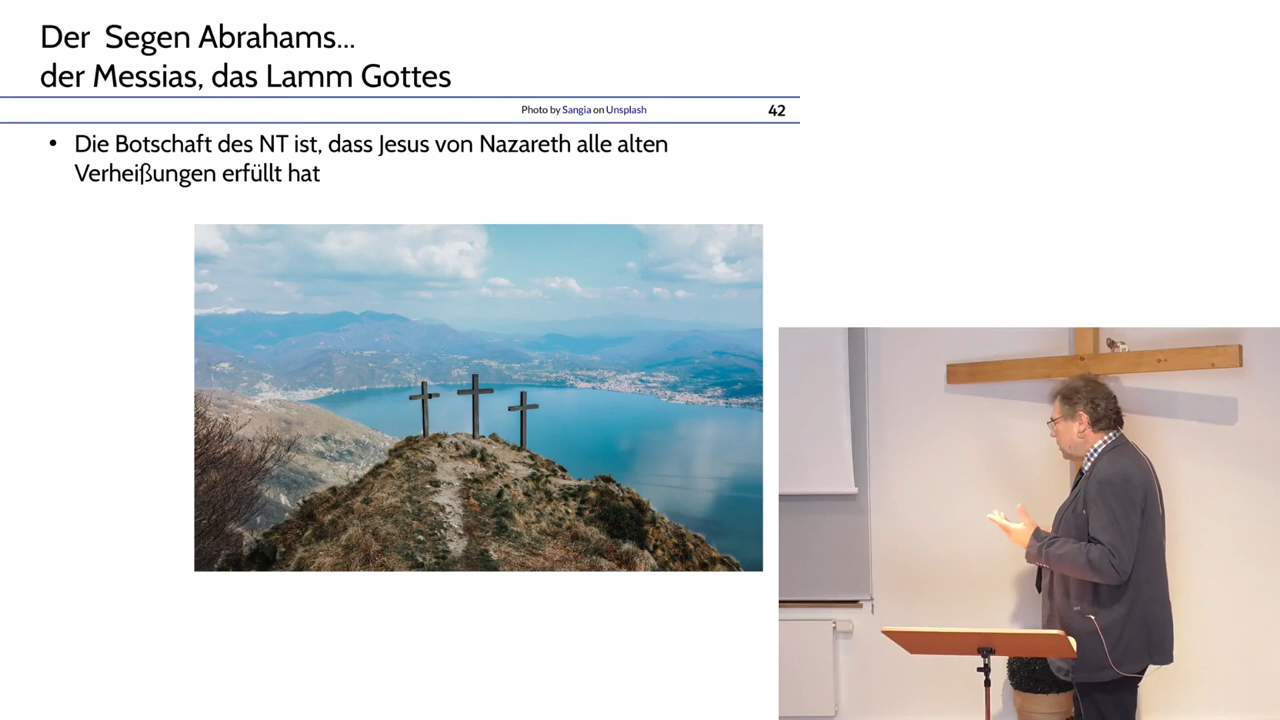 Der Segen Abrahams...
der Messias, das Lamm Gottes
Photo by Sangia on Unsplash
42
• Die Botschaft des NT ist, dass Jesus von Nazareth alle alten
Verheißungen erfüllt hat